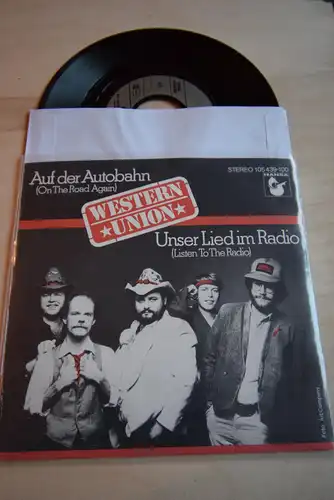 Auf der Autobahn
(On The Road Again)
STEREO 105 439-100
HANSA
WESTERN
UNION
Unser Lied im Radio
(Listen To The Radio)